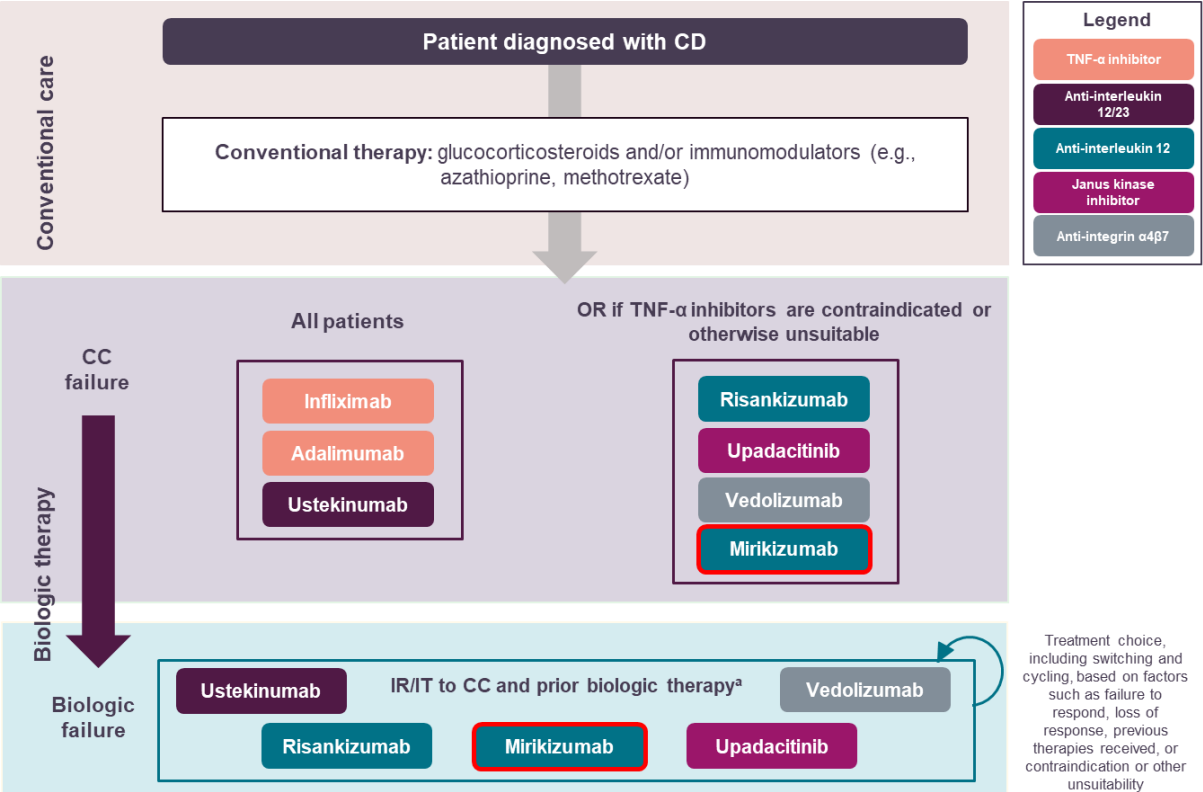 Patient diagnosed with CD
Conventional care
Conventional therapy: glucocorticosteroids and/or immunomodulators (e.g.,
azathioprine, methotrexate)
Legend
TNF-α inhibitor
Anti-interleukin
12/23
Anti-interleukin 12
Janus kinase
inhibitor
Anti-integrin α4β7
Biologic therapy
CC
failure
All patients
Infliximab
Adalimumab
Ustekinumab
OR if TNF-α inhibitors are contraindicated or
otherwise unsuitable
Risankizumab
Upadacitinib
Vedolizumab
Mirikizumab
Biologic
failure
Ustekinumab
IR/IT to CC and prior biologic therapyᵃ
Vedolizumab
Risankizumab
Mirikizumab
Upadacitinib
Treatment choice,
including switching and
cycling, based on factors
such as failure to
respond, loss of
response, previous
therapies received, or
contraindication or other
unsuitability